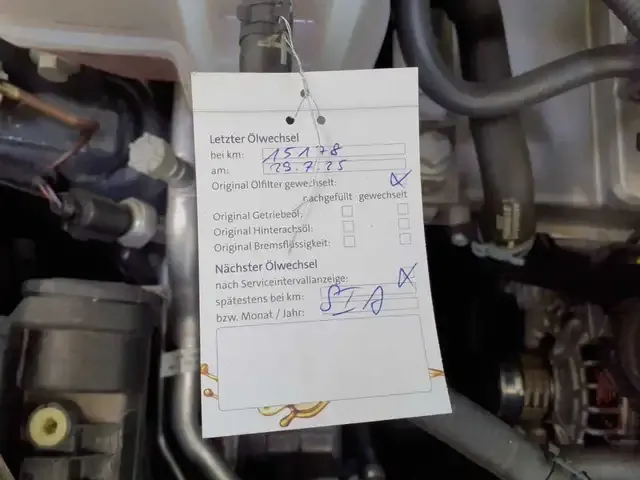 Letzter Ölwechsel
bei km: 15178
am: 29.7.25
Original Ölfilter gewechselt:
nachgefüllt gewechselt
Original Getriebeöl:
Original Hinterachsöl:
Original Bremsflüssigkeit:
Nächster Ölwechsel
nach Serviceintervallanzeige:
spätestens bei km: SIA
bzw. Monat / Jahr: